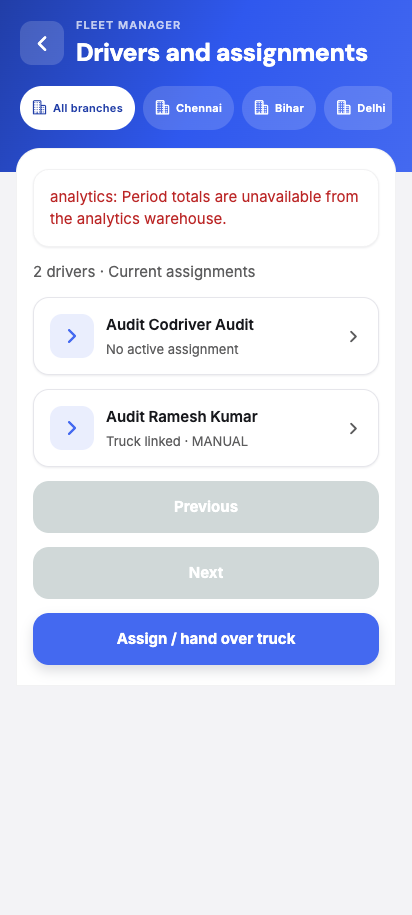 FLEET MANAGER
Drivers and assignments
All branches
Chennai
Bihar
Delhi
analytics: Period totals are unavailable from
the analytics warehouse.
2 drivers · Current assignments
Audit Codriver Audit
No active assignment
Audit Ramesh Kumar
Truck linked · MANUAL
Previous
Next
Assign / hand over truck